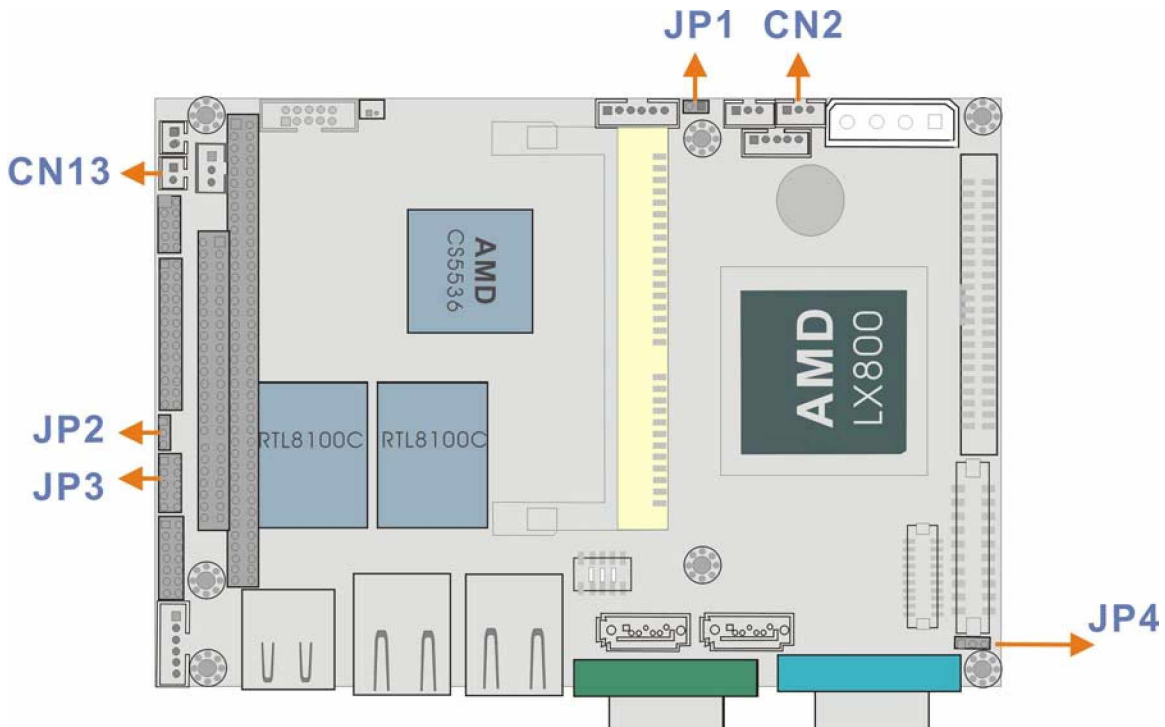 JP1 CN2
CN13
AMD
CS5536
AMD
LX800
JP2
RTL8100C RTL8100C
JP3
JP4